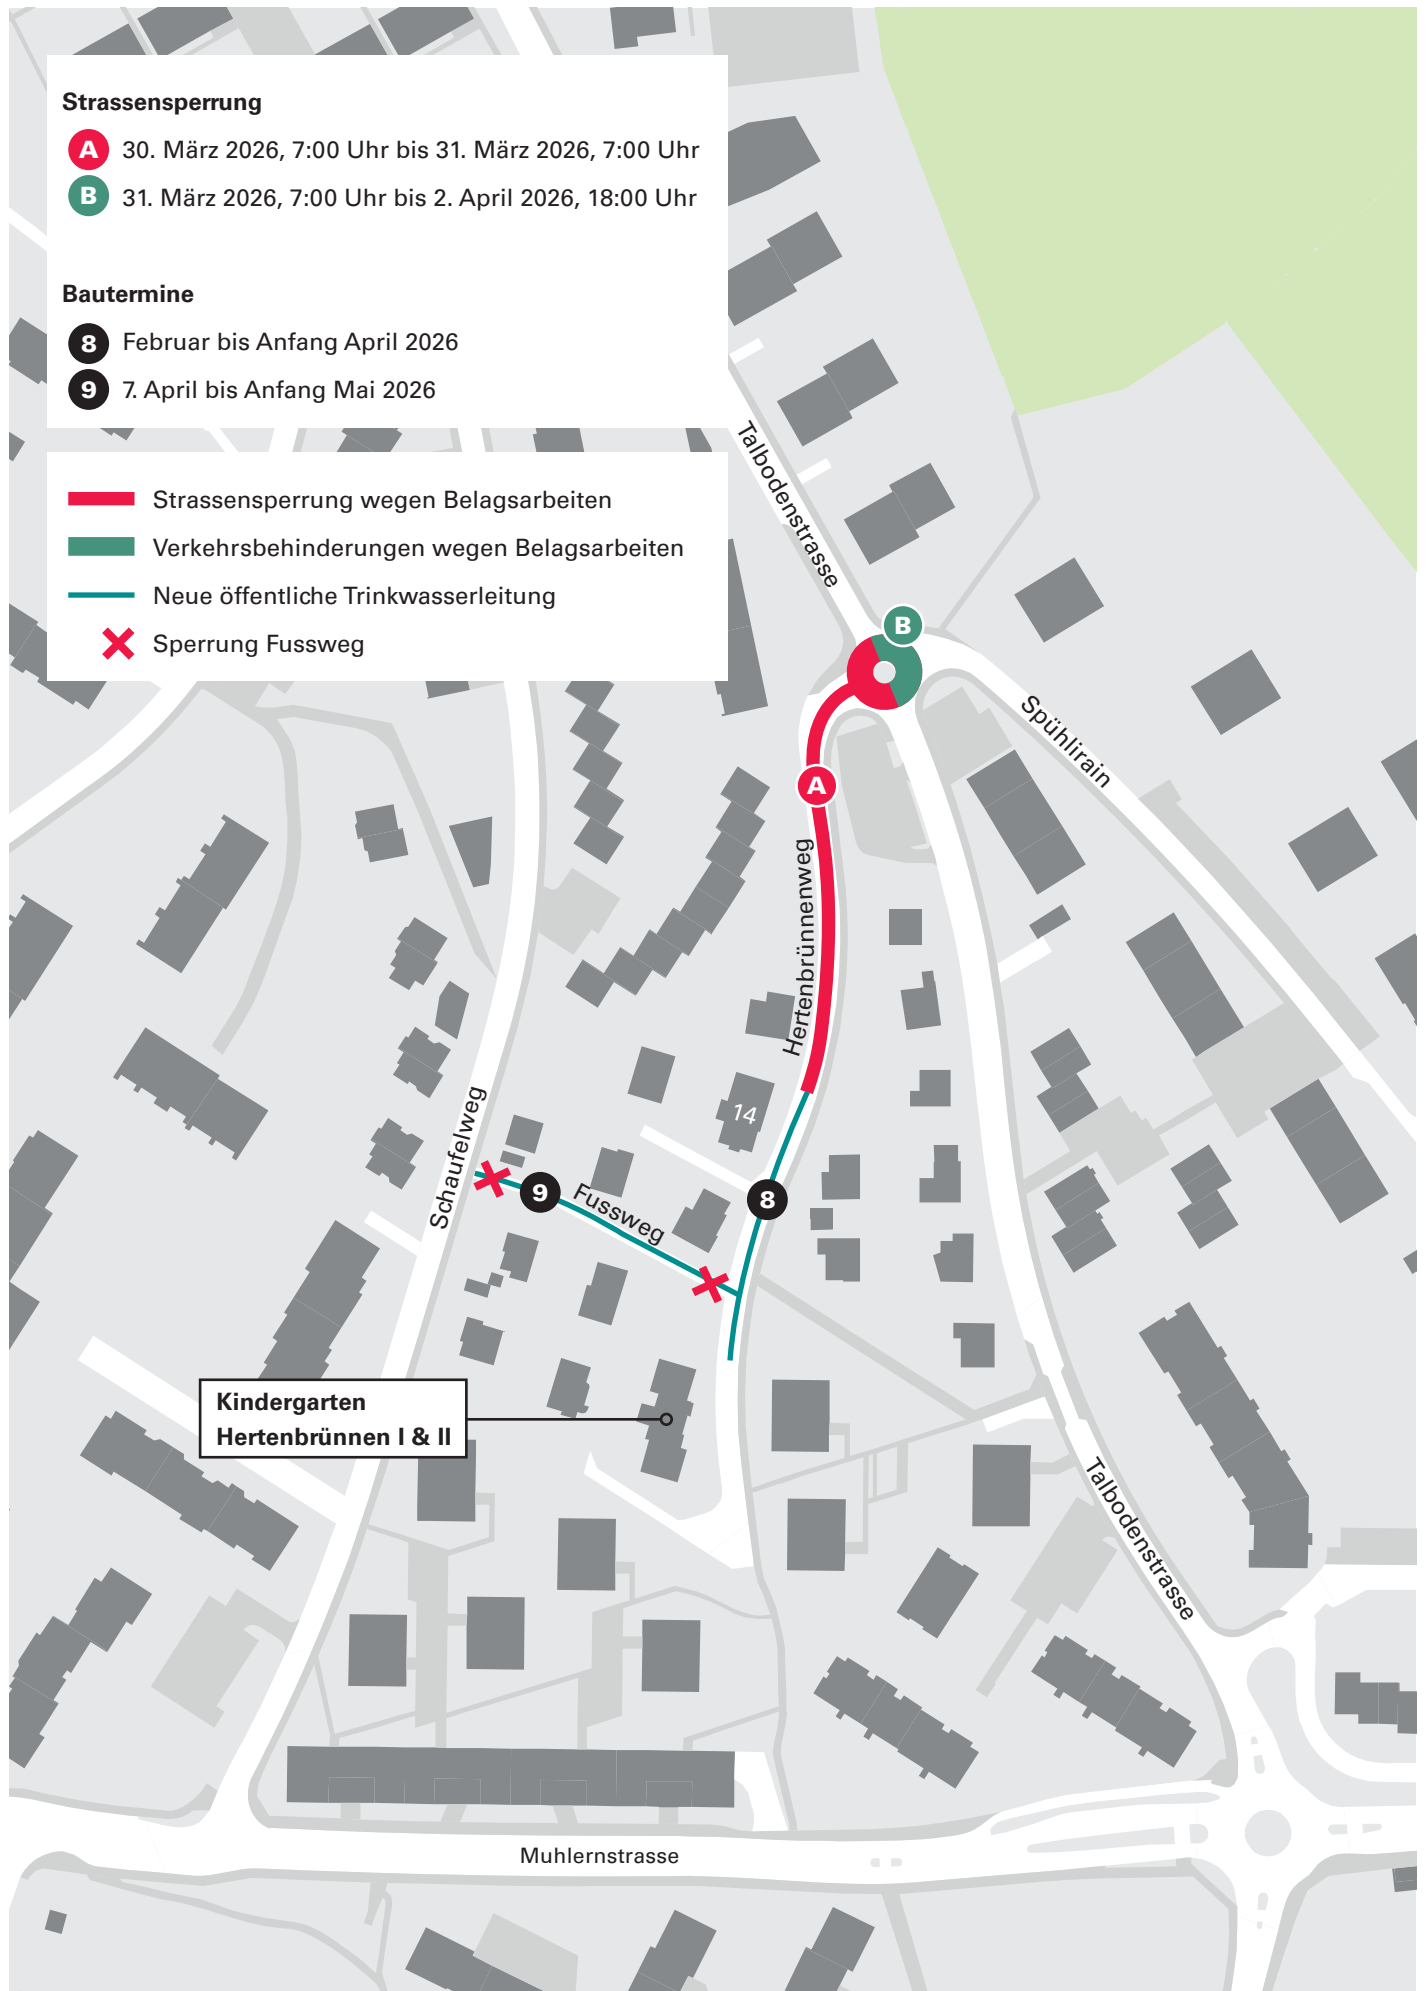 Strassensperrung
A 30. März 2026, 7:00 Uhr bis 31. März 2026, 7:00 Uhr
B 31. März 2026, 7:00 Uhr bis 2. April 2026, 18:00 Uhr
Bautermine
8 Februar bis Anfang April 2026
9 7. April bis Anfang Mai 2026
Strassensperrung wegen Belagsarbeiten
Verkehrsbehinderungen wegen Belagsarbeiten
Neue öffentliche Trinkwasserleitung
Sperrung Fussweg
Talbodenstrasse
B
Spühlirain
A
Hertenbrünnenweg
14
Schaufelweg
9
Fussweg
8
Kindergarten
Hertenbrünnen I & II
Talbodenstrasse
Muhlernstrasse